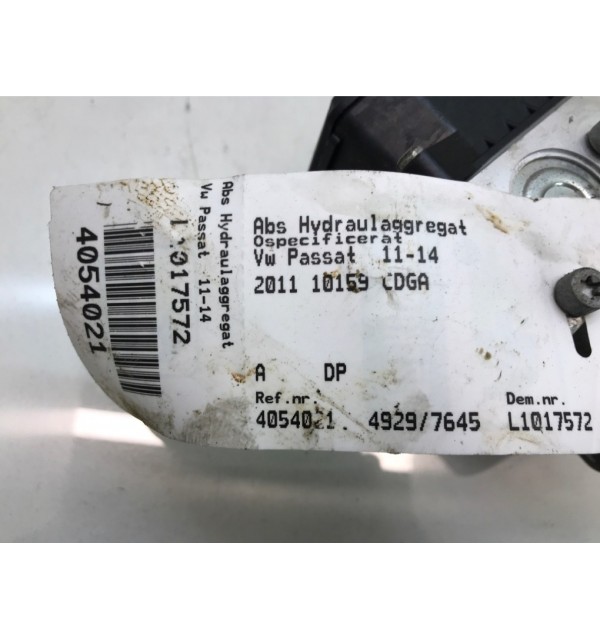 Abs Hydraulaggregat
Ospecificerat
Vw Passat 11-14
2011 10159 CDGA
A DP
Ref.nr. Dem.nr.
4054021. 4929/7645 L1017572
Abs Hydraulaggregat
Vw Passat 11-14
L1017572
4054021